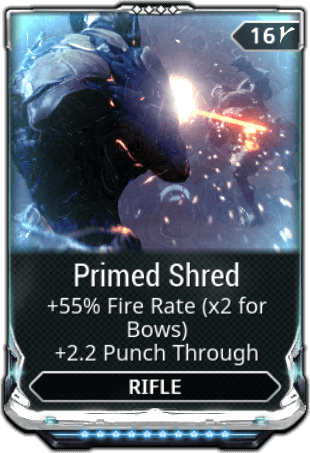 16
Primed Shred
+55% Fire Rate (x2 for
Bows)
+2.2 Punch Through
RIFLE